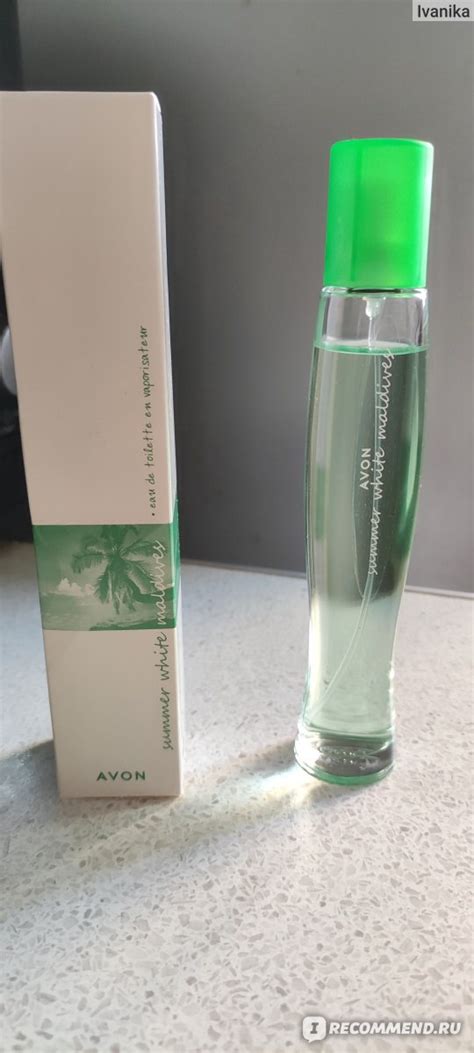 Ivanika
• eau de toilette en vaporisateur
summer white maldives
AVON
AVON
summer white maldives
I RECOMMEND.RU